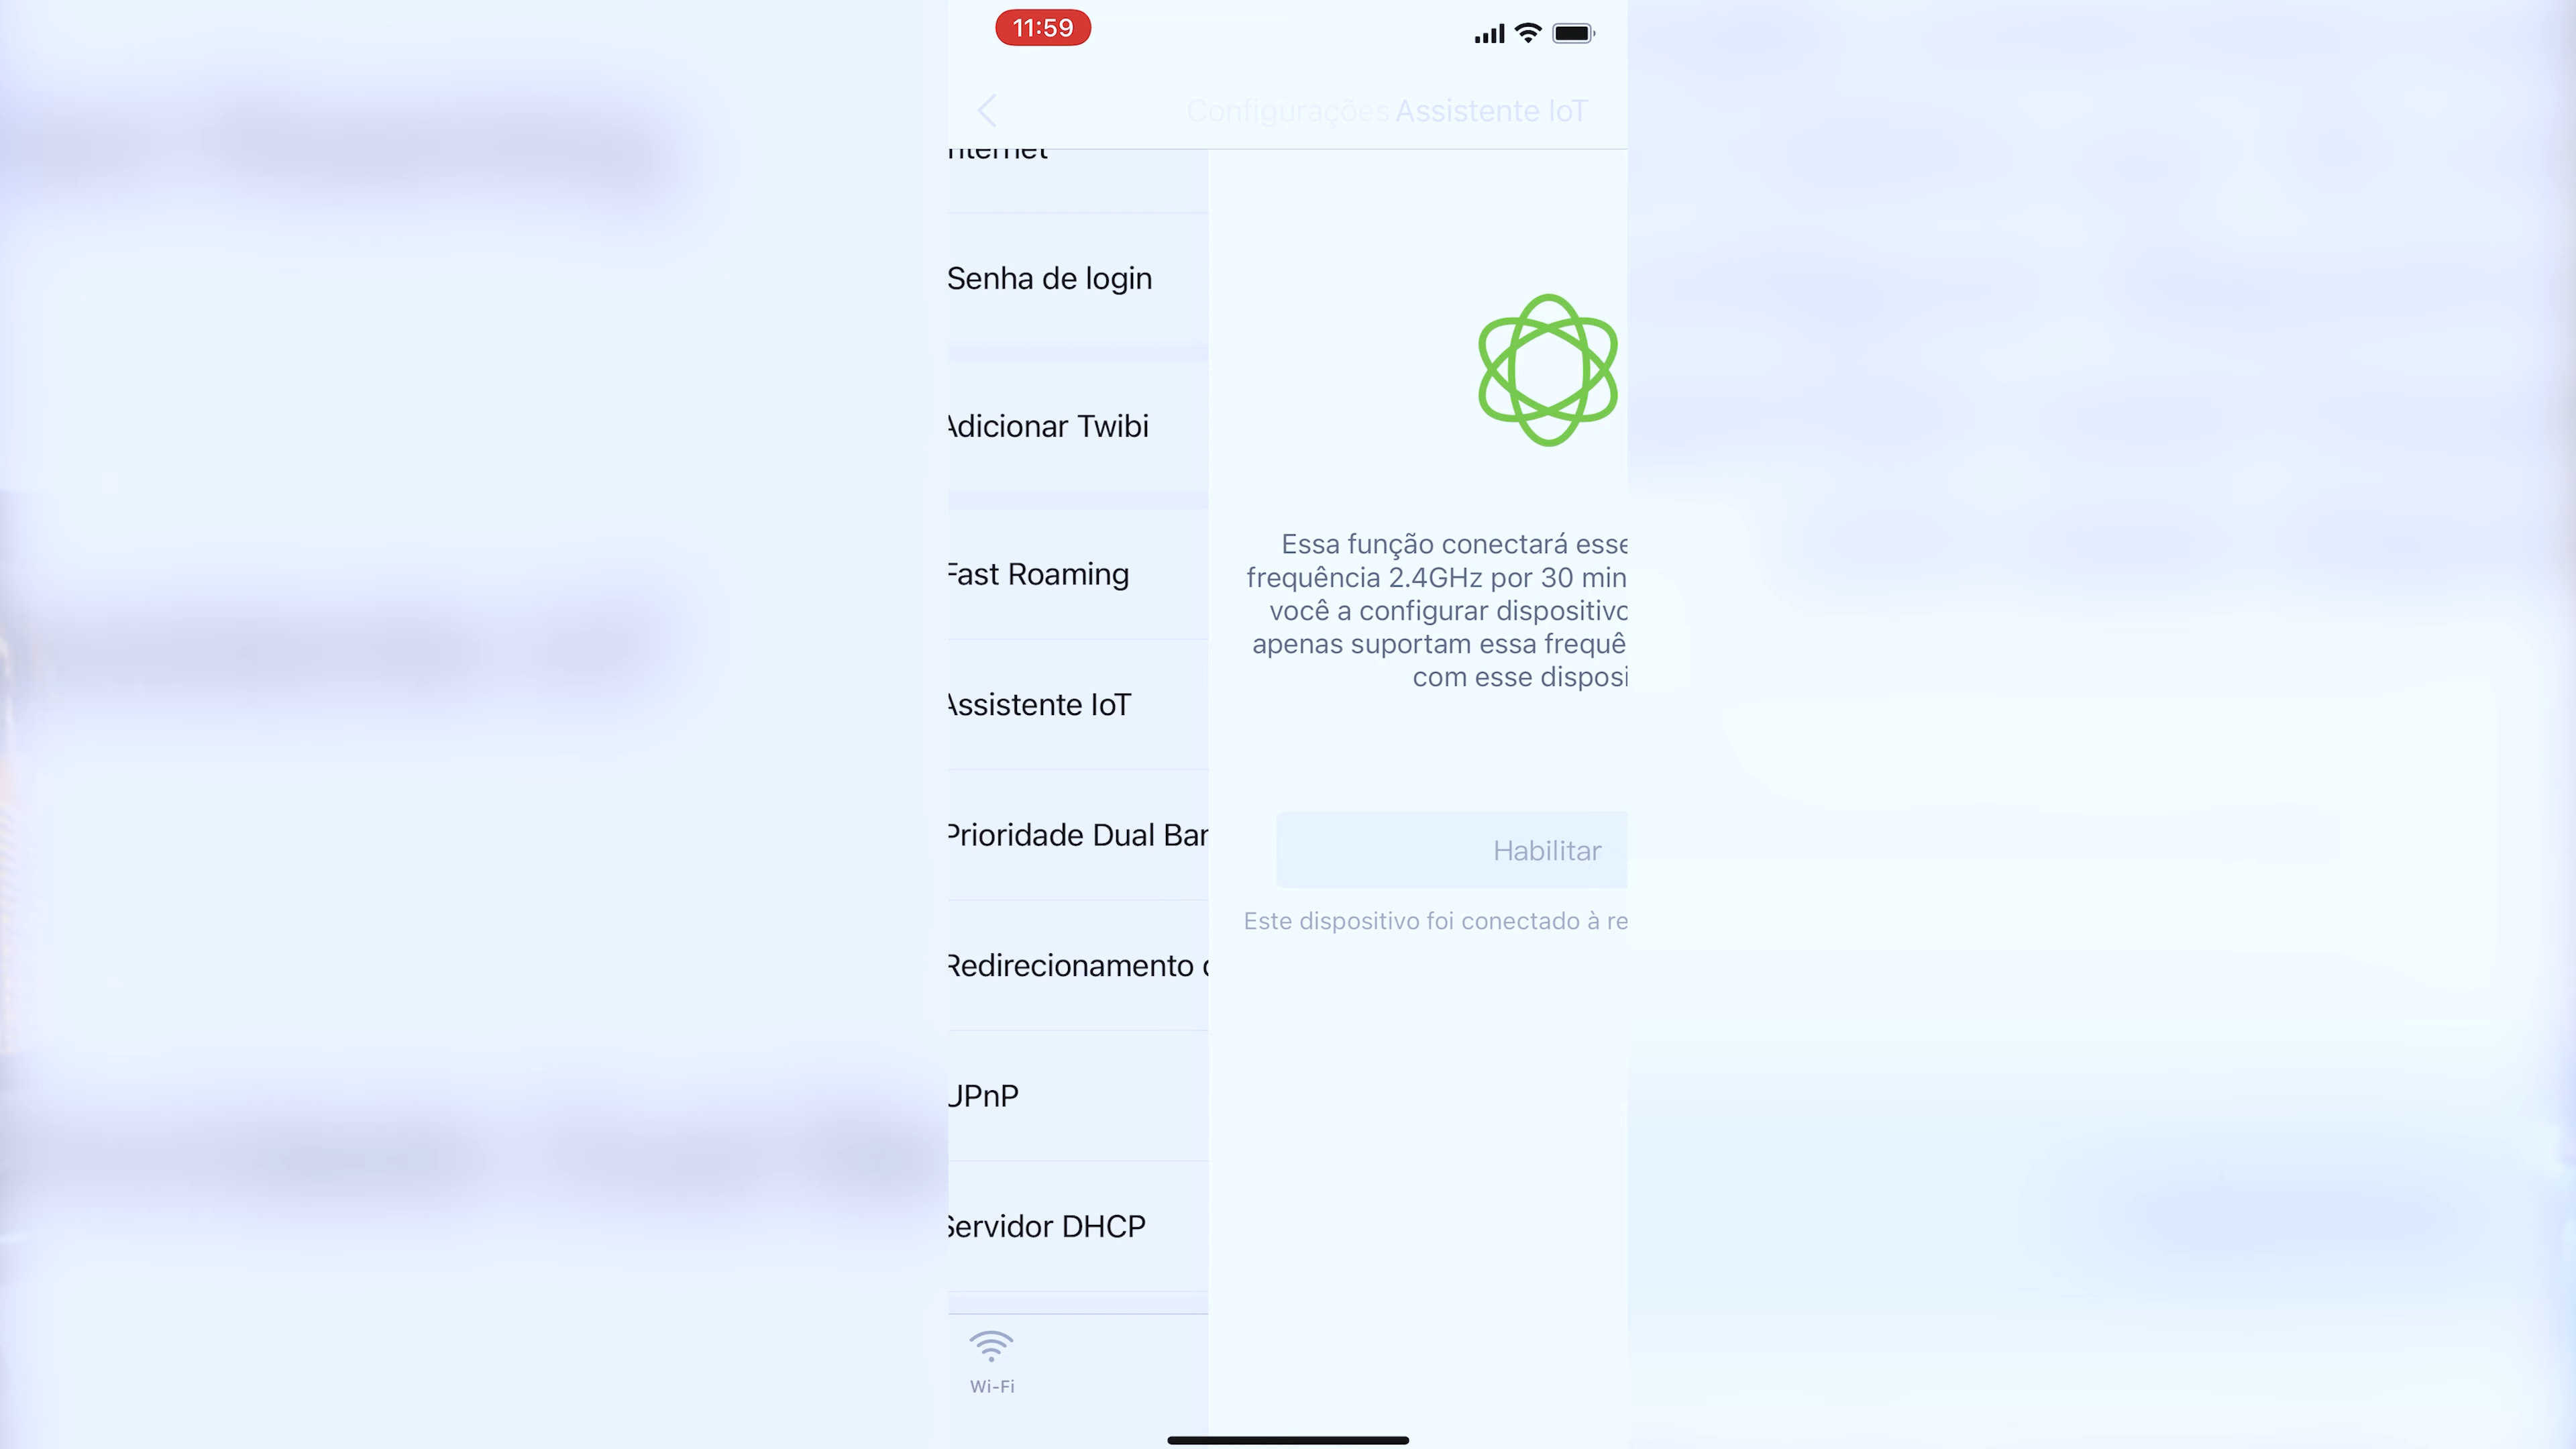 11:59
Configurações Assistente IoT
Internet
Senha de login
Adicionar Twibi
Fast Roaming
Assistente IoT
Prioridade Dual Ban
Redirecionamento d
UPnP
Servidor DHCP
Wi-Fi
Essa função conectará esse
frequência 2.4GHz por 30 min
você a configurar dispositivo
apenas suportam essa frequê
com esse disposi
Habilitar
Este dispositivo foi conectado à re